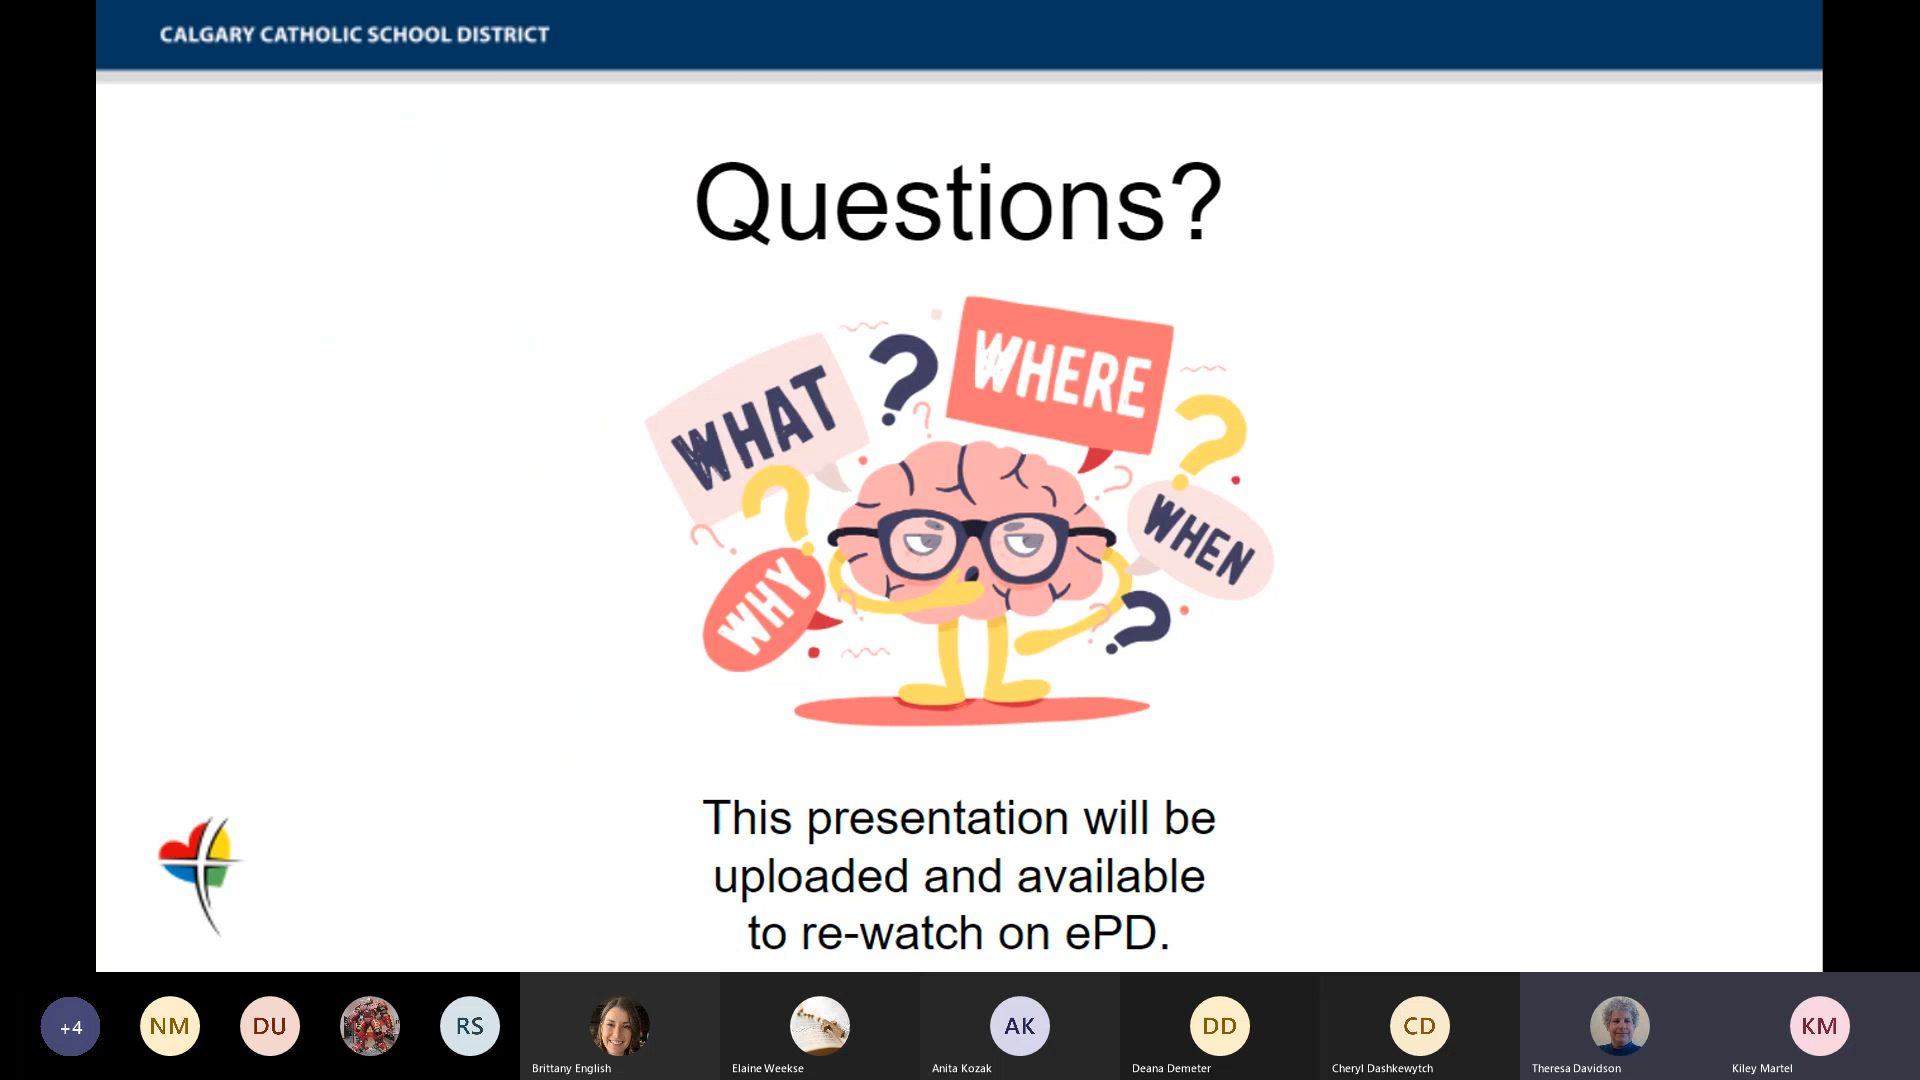 CALGARY CATHOLIC SCHOOL DISTRICT
Questions?
WHAT
?
WHERE
?
?
WHEN
WHY
?
This presentation will be
uploaded and available
to re-watch on ePD.
+4
NM
DU
RS
AK
DD
CD
KM
Brittany English
Elaine Weekse
Anita Kozak
Deana Demeter
Cheryl Dashkewytch
Theresa Davidson
Kiley Martel